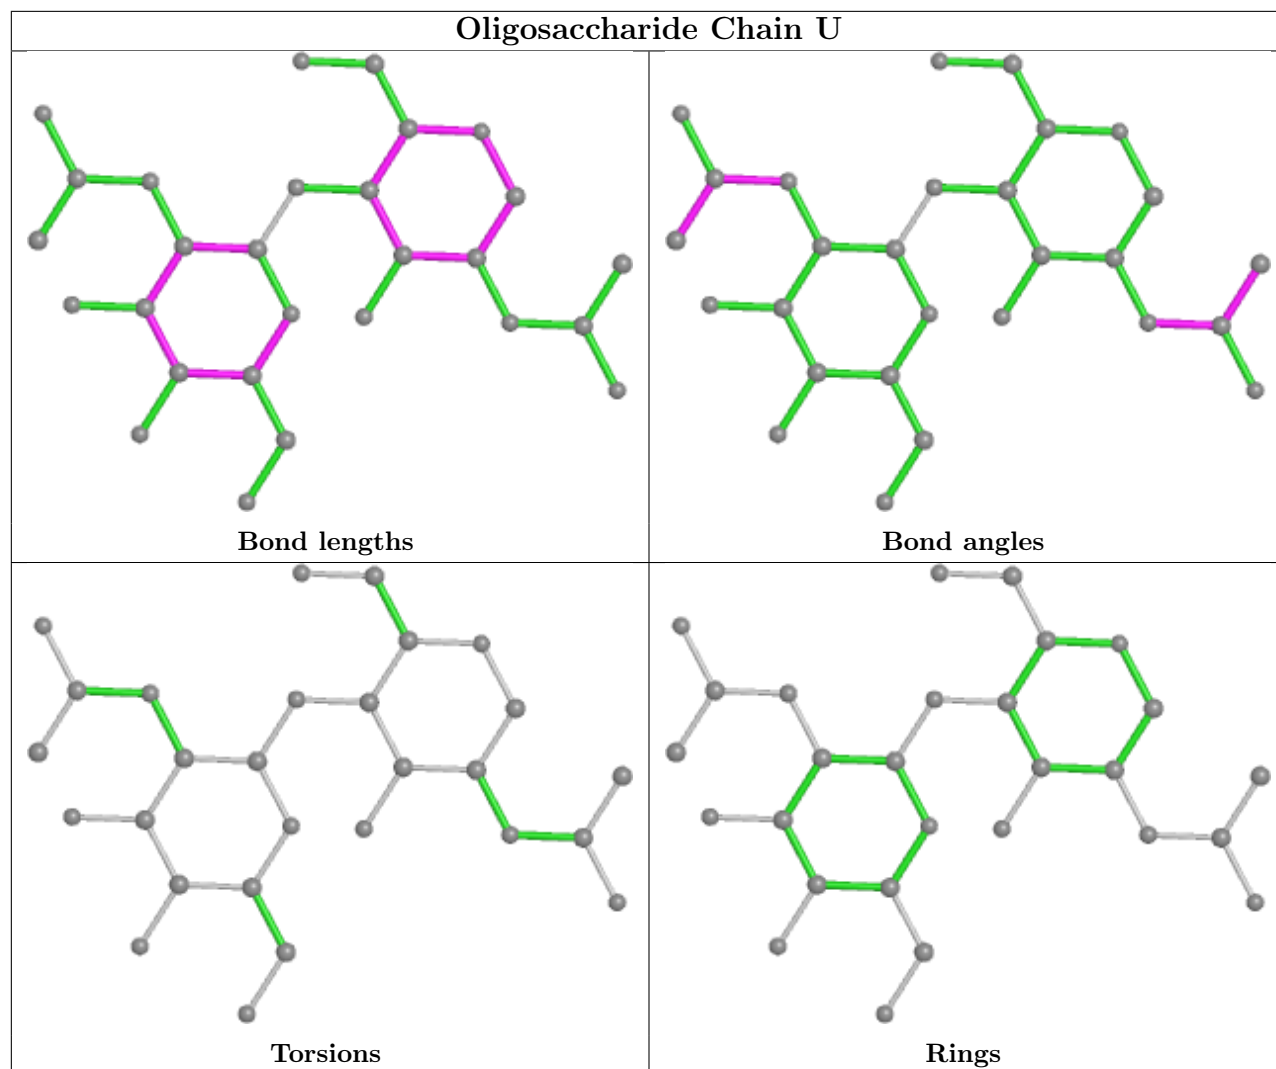 Oligosaccharide Chain U
Bond lengths
Bond angles
Torsions
Rings